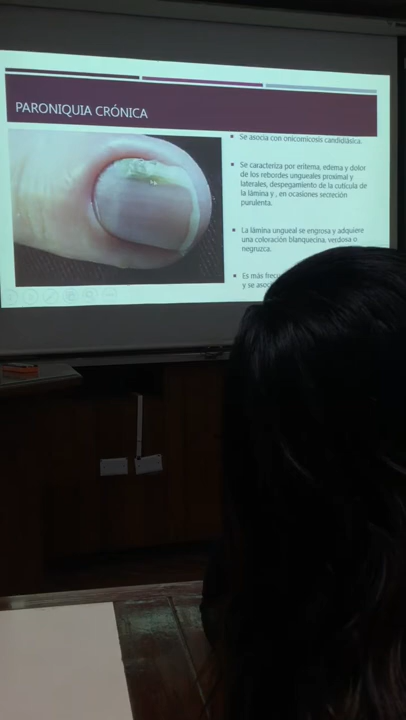 PARONIQUIA CRÓNICA
Se asocia con onicomicosis candidiásica.
Se caracteriza por eritema, edema y dolor
de los rebordes ungueales proximal y
laterales, despegamiento de la cutícula de
la lámina y , en ocasiones secreción
purulenta.
La lámina ungueal se engrosa y adquiere
una coloración blanquecina, verdosa o
negruzca.
Es más
y se